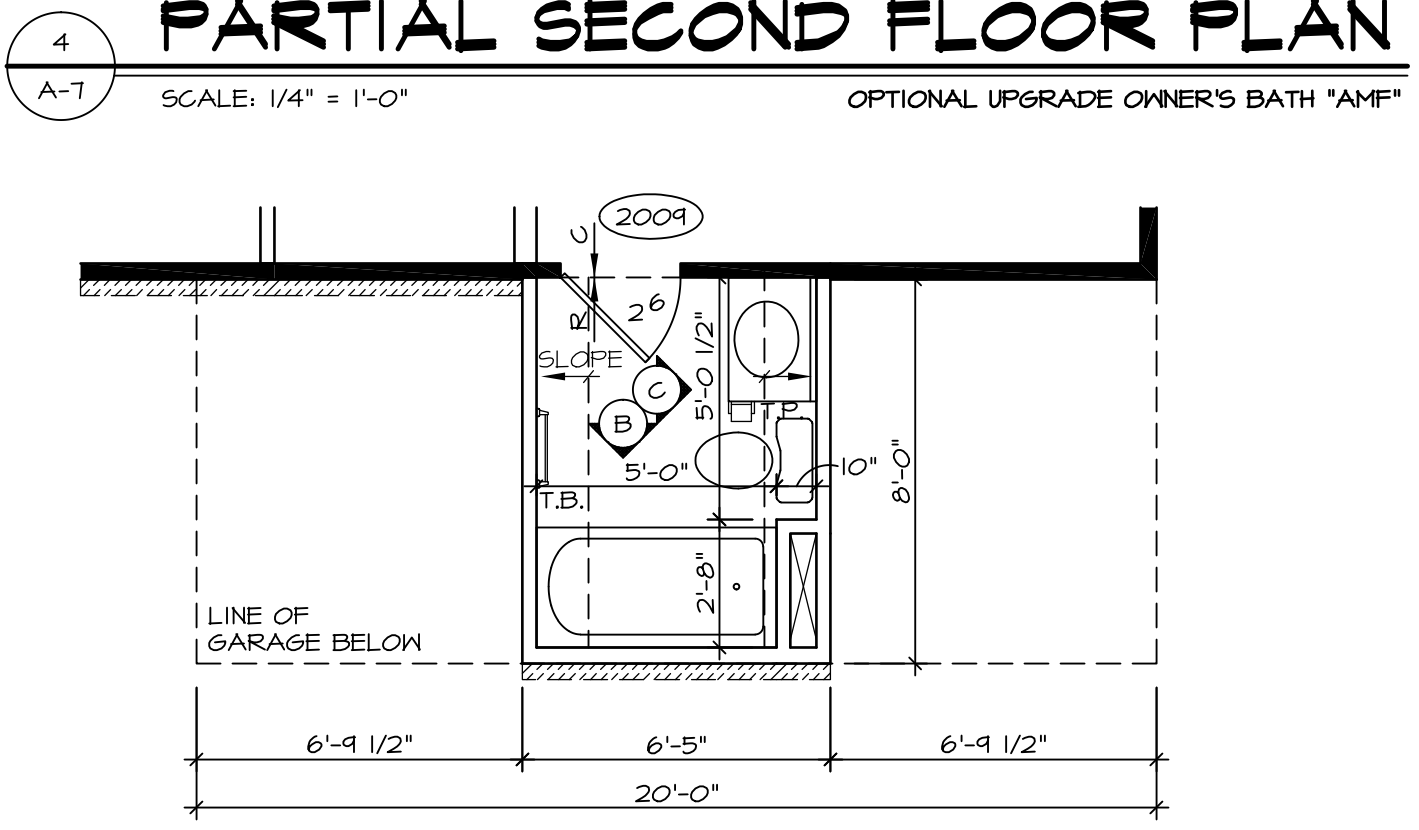 PARTIAL SECOND FLOOR PLAN
4
A-7
SCALE: 1/4" = 1'-0"
OPTIONAL UPGRADE OWNER'S BATH "AMF"
2009
C
R
26
SLOPE
5'-0 1/2"
C
B
T.P.
5'-0"
10"
8'-0"
T.B.
2'-8"
LINE OF
GARAGE BELOW
6'-9 1/2"
6'-5"
6'-9 1/2"
20'-0"